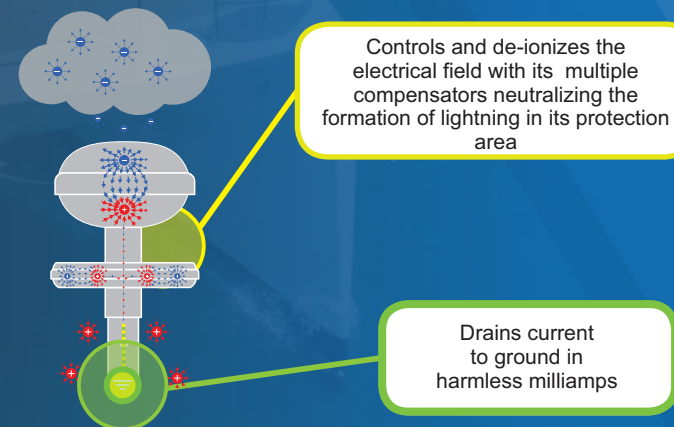 Controls and de-ionizes the
electrical field with its  multiple
compensators neutralizing the
formation of lightning in its protection
area
Drains current
to ground in
harmless milliamps